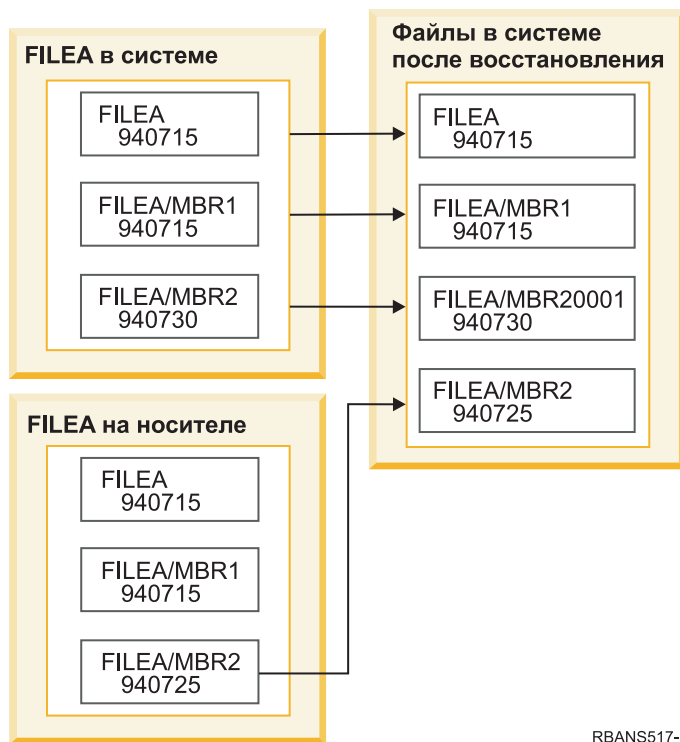 FILEA в системе
FILEA
940715
FILEA/MBR1
940715
FILEA/MBR2
940730
Файлы в системе
после восстановления
FILEA
940715
FILEA/MBR1
940715
FILEA/MBR20001
940730
FILEA/MBR2
940725
FILEA на носителе
FILEA
940715
FILEA/MBR1
940715
FILEA/MBR2
940725
RBANS517-